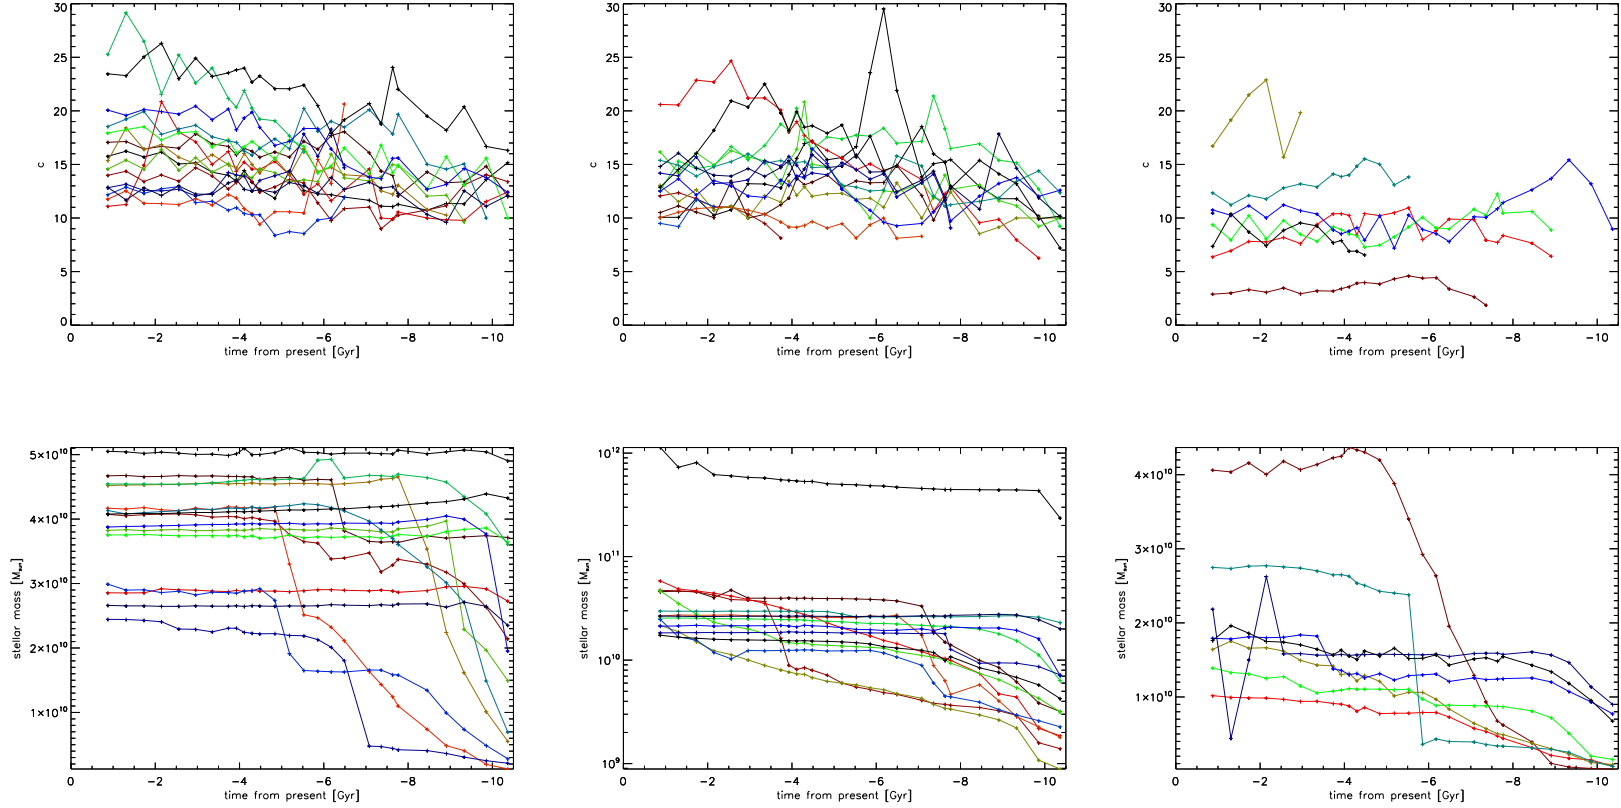 30 30 30
25 25 25
20 20 20
c 15 c 15 c 15
10 10 10
5 5 5
0 0 0
0 −2 −4 −6 −8 −10 0 −2 −4 −6 −8 −10 0 −2 −4 −6 −8 −10
time from present [Gyr] time from present [Gyr] time from present [Gyr]
5×10¹⁰ 10¹² 4×10¹⁰
4×10¹⁰ 10¹¹ 3×10¹⁰
stellar mass [Msun] stellar mass [Msun] stellar mass [Msun]
3×10¹⁰ 10¹⁰ 2×10¹⁰
2×10¹⁰ 10⁹ 1×10¹⁰
1×10¹⁰
0 −2 −4 −6 −8 −10 0 −2 −4 −6 −8 −10 0 −2 −4 −6 −8 −10
time from present [Gyr] time from present [Gyr] time from present [Gyr]